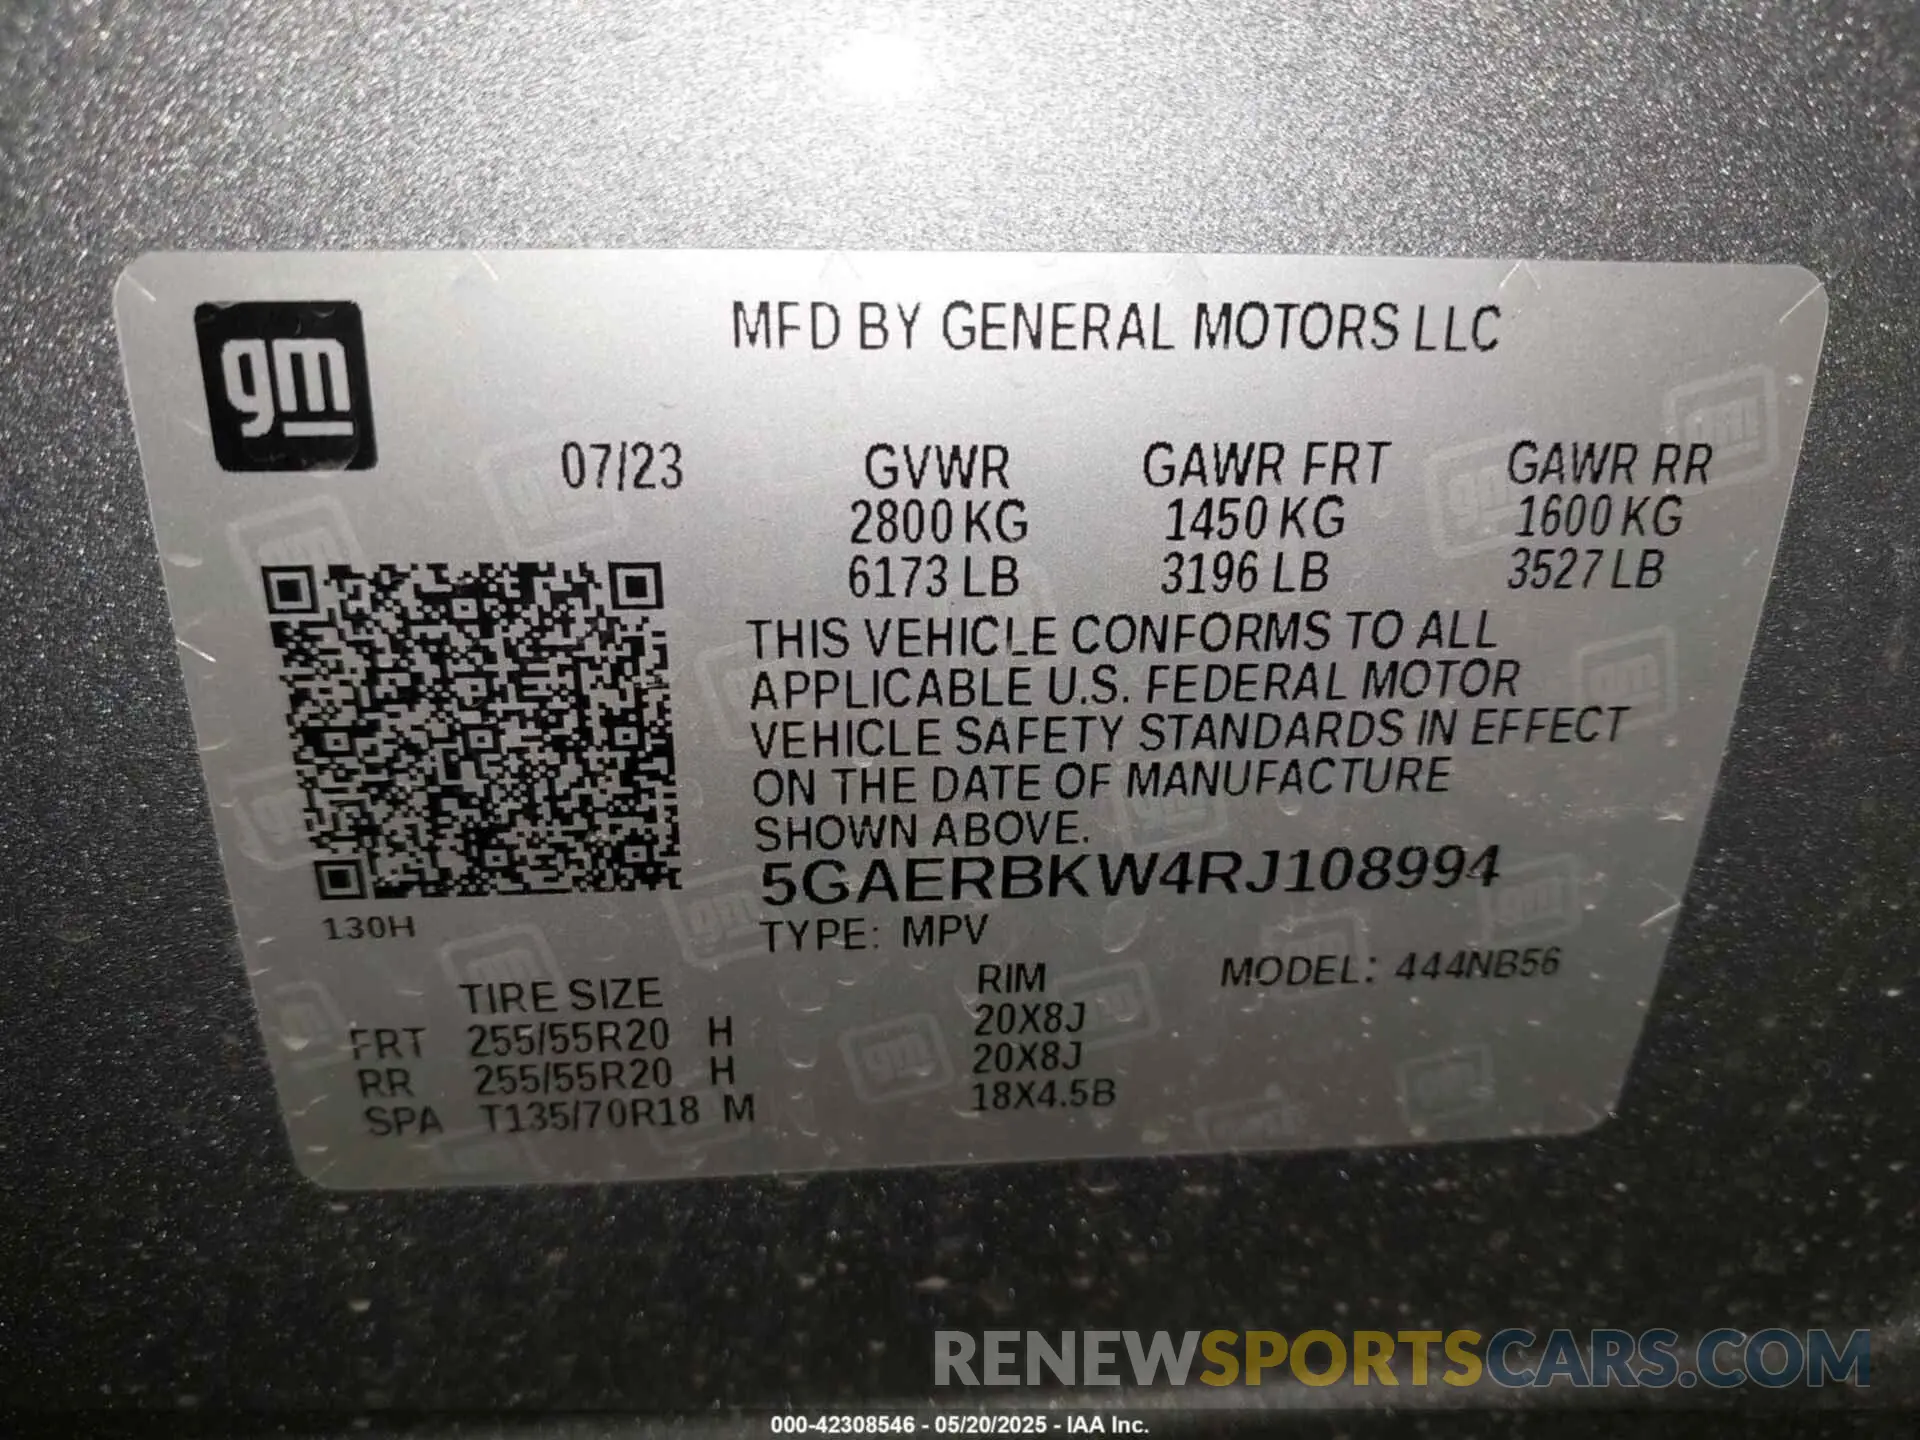 gm
MFD BY GENERAL MOTORS LLC
07/23 GVWR GAWR FRT GAWR RR
2800 KG 1450 KG 1600 KG
6173 LB 3196 LB 3527 LB
THIS VEHICLE CONFORMS TO ALL
APPLICABLE U.S. FEDERAL MOTOR
VEHICLE SAFETY STANDARDS IN EFFECT
ON THE DATE OF MANUFACTURE
SHOWN ABOVE.
5GAERBKW4RJ108994
130H
TYPE: MPV
MODEL: 444NB56
TIRE SIZE RIM
FRT 255/55R20 H 20X8J
RR 255/55R20 H 20X8J
SPA T135/70R18 M 18X4.5B
RENEWSPORTSCARS.COM
000-42308546 - 05/20/2025 - IAA Inc.